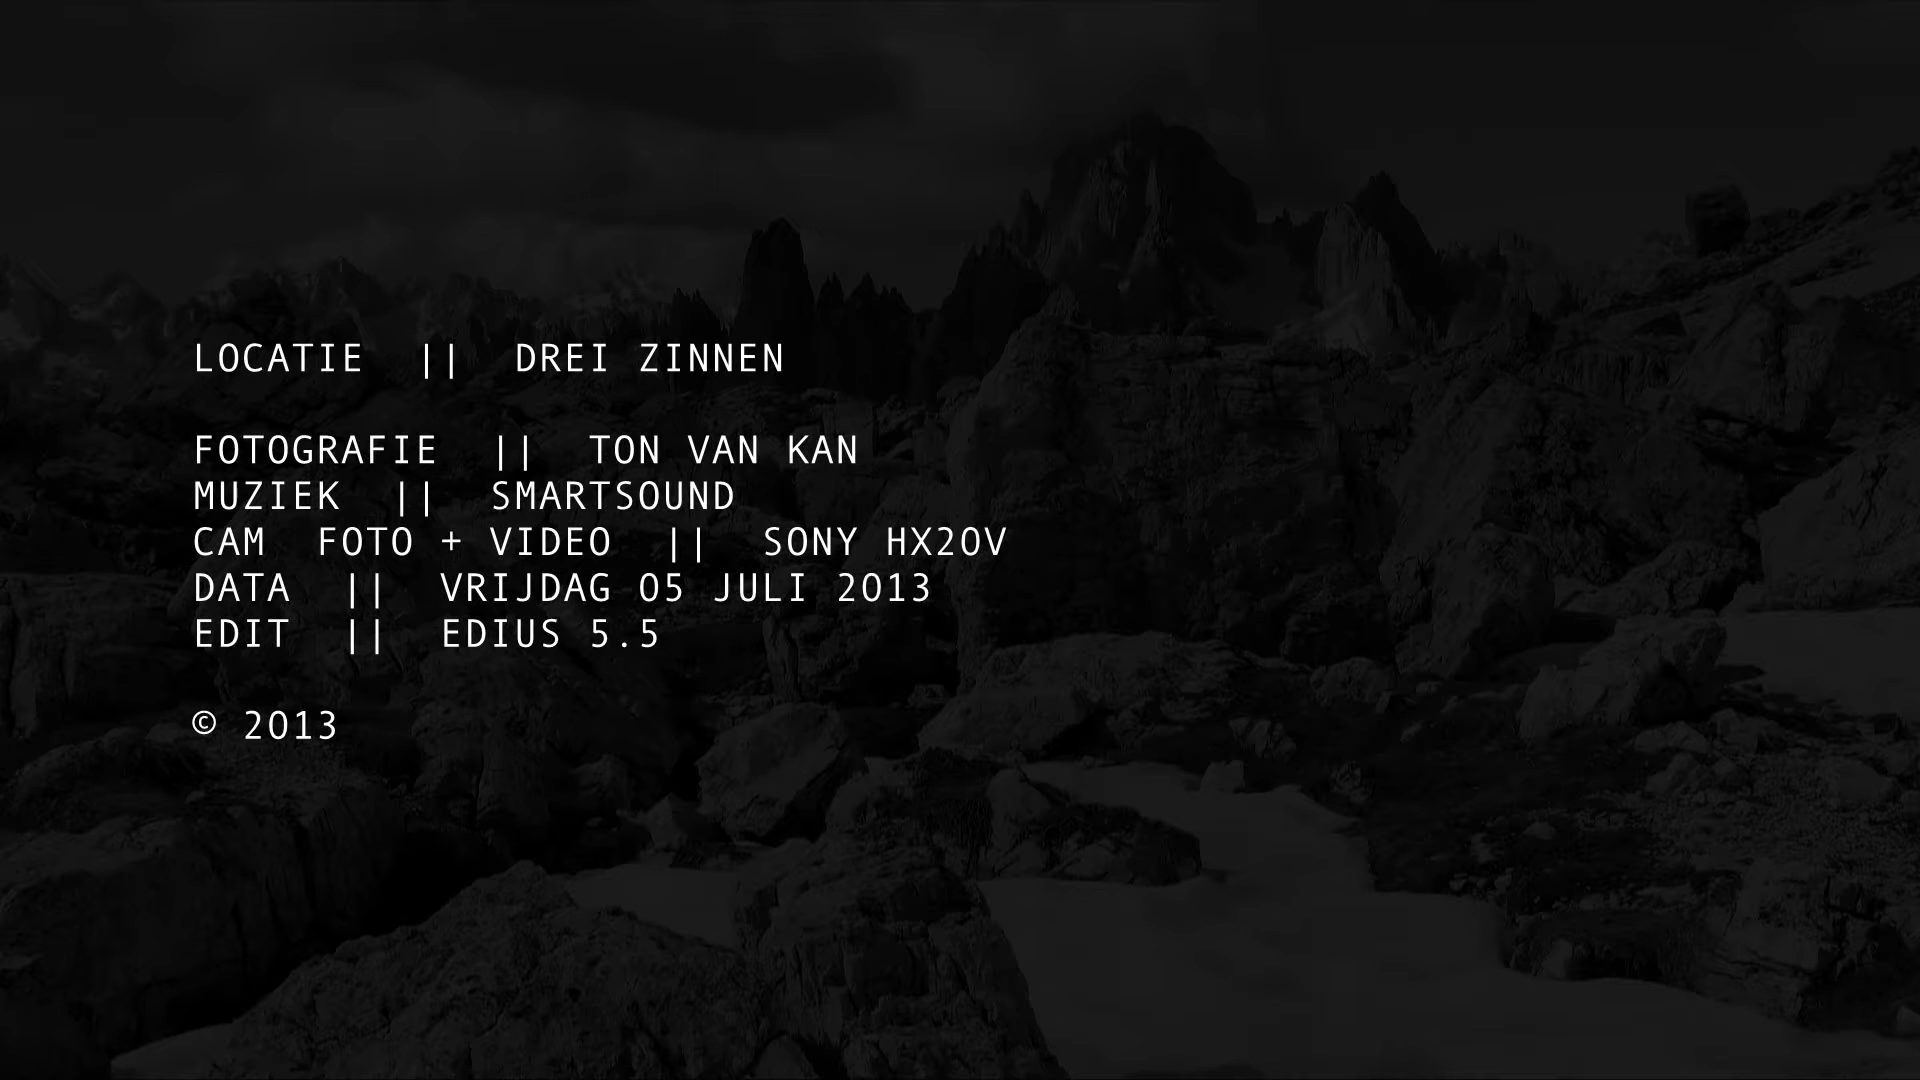 LOCATIE || DREI ZINNEN
FOTOGRAFIE || TON VAN KAN
MUZIEK || SMARTSOUND
CAM FOTO + VIDEO || SONY HX20V
DATA || VRIJDAG 05 JULI 2013
EDIT || EDIUS 5.5
© 2013